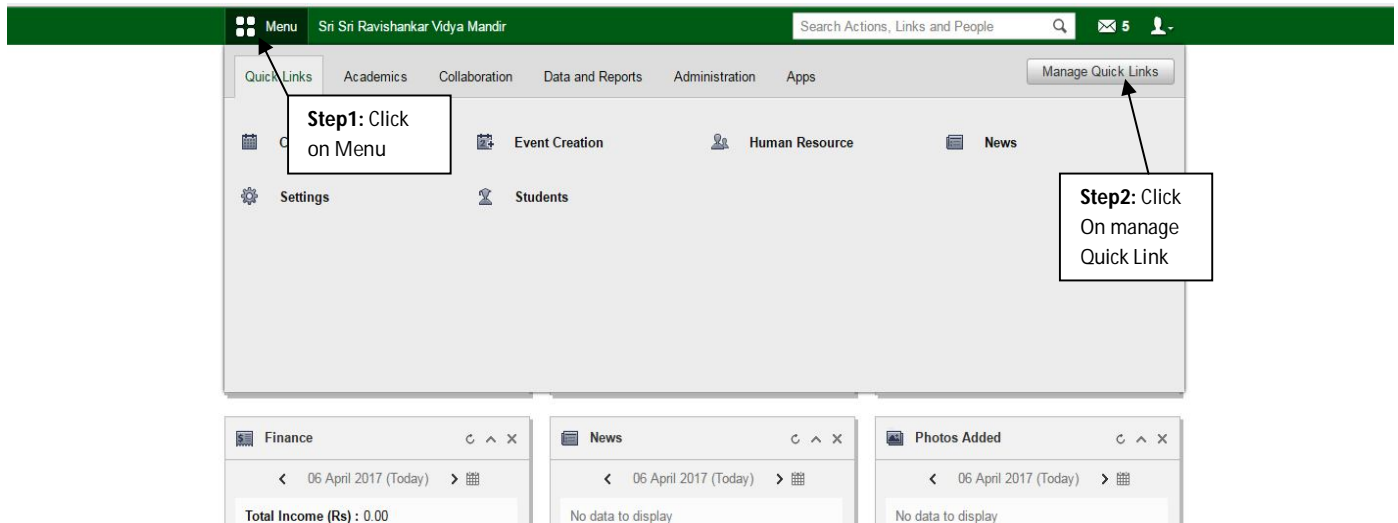 Menu Sri Sri Ravishankar Vidya Mandir Search Actions, Links and People 5
Quick Links Academics Collaboration Data and Reports Administration Apps Manage Quick Links
Step1: Click
on Menu
C
Event Creation Human Resource News
Settings Students
Step2: Click
On manage
Quick Link
Finance
06 April 2017 (Today)
Total Income (Rs) : 0.00
News
06 April 2017 (Today)
No data to display
Photos Added
06 April 2017 (Today)
No data to display